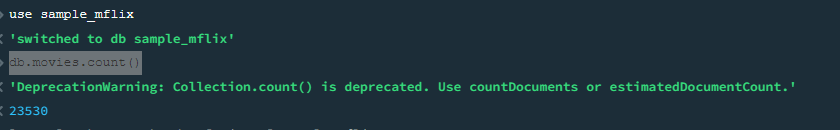 use sample_mflix
'switched to db sample_mflix'
db.movies.count()
'DeprecationWarning: Collection.count() is deprecated. Use countDocuments or estimatedDocumentCount.'
23530